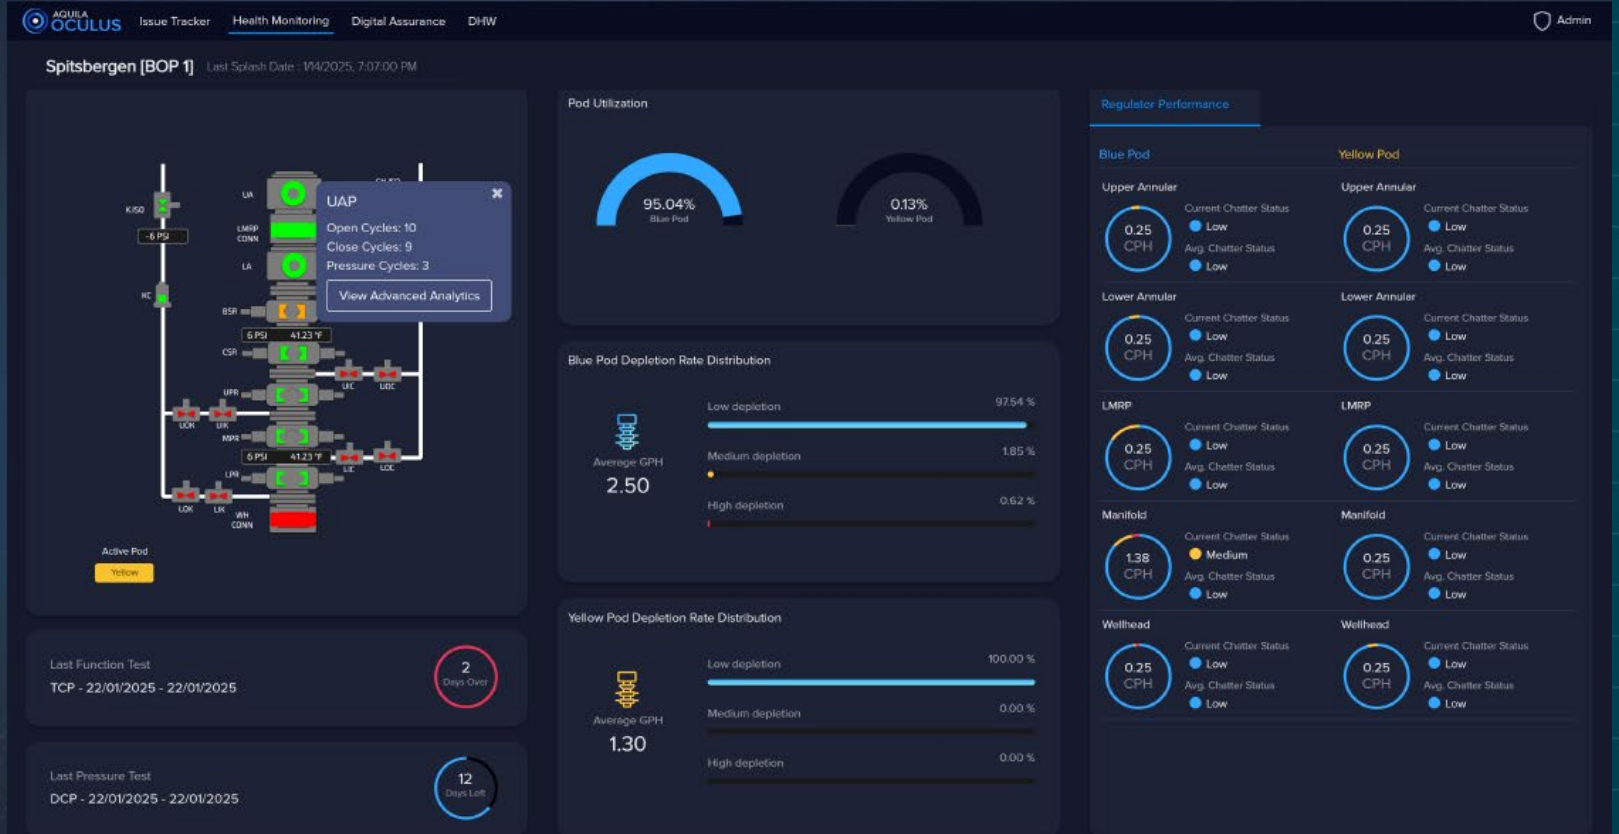 AQUILA
OCULUS
Issue Tracker
Health Monitoring
Digital Assurance
DHW
Admin
Spitsbergen [BOP 1]
Last Splash Date : 1/14/2025, 7:07:00 PM
UA
K.ISO
-6 PSI
LMRP
CONN
LA
KC
BSR
6 PSI 41.23 °F
CSR
UIC
UOC
UPR
UOK
UIK
MPR
6 PSI 41.23 °F
LIC
LOC
LPR
LOK
LIK
WH
CONN
UAP
Open Cycles: 10
Close Cycles: 9
Pressure Cycles: 3
View Advanced Analytics
Active Pod
Yellow
Last Function Test
TCP - 22/01/2025 - 22/01/2025
2
Days Over
Last Pressure Test
DCP - 22/01/2025 - 22/01/2025
12
Days Left
Pod Utilization
95.04%
Blue Pod
0.13%
Yellow Pod
Blue Pod Depletion Rate Distribution
Average GPH
2.50
Low depletion 97.54 %
Medium depletion 1.85 %
High depletion 0.62 %
Yellow Pod Depletion Rate Distribution
Average GPH
1.30
Low depletion 100.00 %
Medium depletion 0.00 %
High depletion 0.00 %
Regulator Performance
Blue Pod
Yellow Pod
Upper Annular
0.25
CPH
Current Chatter Status
Low
Avg. Chatter Status
Low
Upper Annular
0.25
CPH
Current Chatter Status
Low
Avg. Chatter Status
Low
Lower Annular
0.25
CPH
Current Chatter Status
Low
Avg. Chatter Status
Low
Lower Annular
0.25
CPH
Current Chatter Status
Low
Avg. Chatter Status
Low
LMRP
0.25
CPH
Current Chatter Status
Low
Avg. Chatter Status
Low
LMRP
0.25
CPH
Current Chatter Status
Low
Avg. Chatter Status
Low
Manifold
1.38
CPH
Current Chatter Status
Medium
Avg. Chatter Status
Low
Manifold
0.25
CPH
Current Chatter Status
Low
Avg. Chatter Status
Low
Wellhead
0.25
CPH
Current Chatter Status
Low
Avg. Chatter Status
Low
Wellhead
0.25
CPH
Current Chatter Status
Low
Avg. Chatter Status
Low